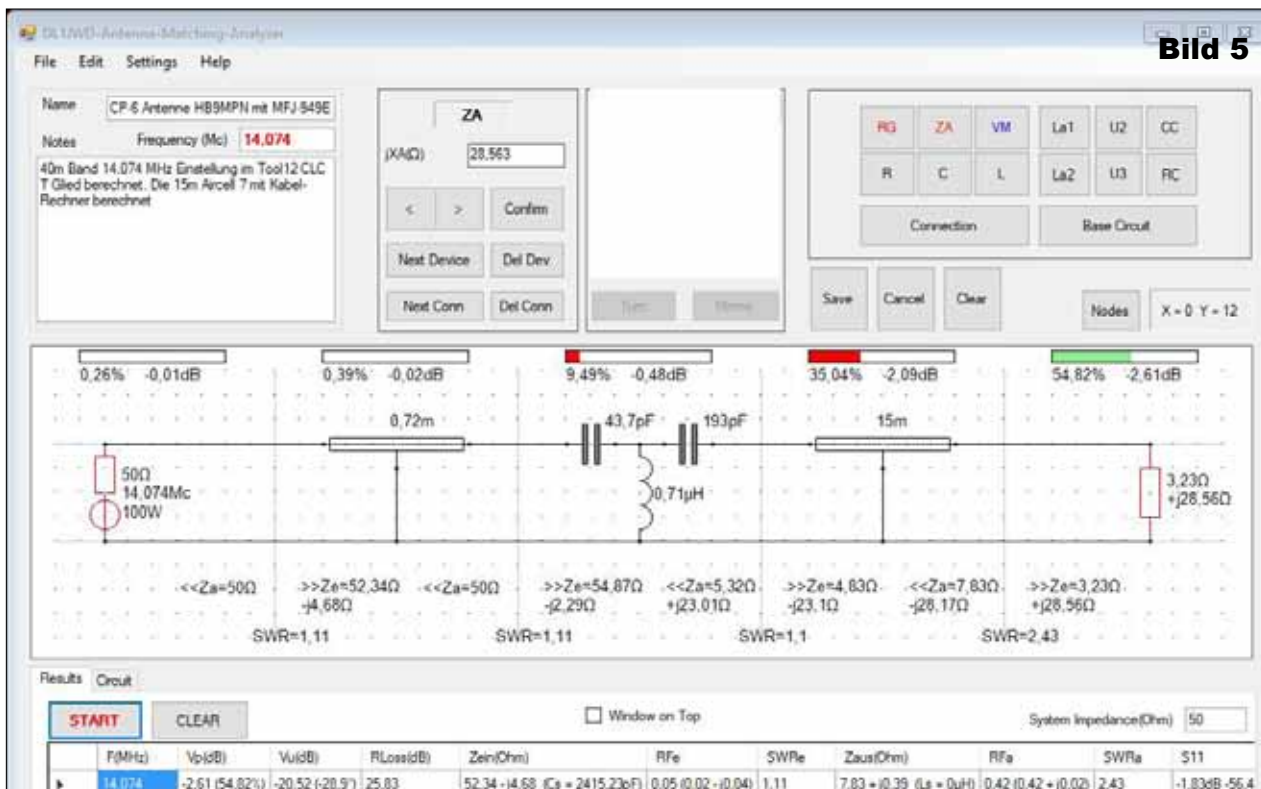 DL1JWD-Antenne-Matching-Analyser
Bild 5
File Edit Settings Help
Name CP-6 Antenne HB9MPN mit MFJ-949E
Notes Frequency (Mc) 14,074
40m Band 14.074 MHz Einstellung im Tool12 CLC
T Glied berechnet. Die 15m Aircell 7 mit Kabel-
Rechner berechnet
ZA
jXA(Ω) 28,563
< > Confirm
Next Device Del Dev
Next Conn Del Conn
Turn
RG ZA VM La1 U2 CC
R C L La2 U3 RC
Connection Base Circuit
Save Cancel Clear Nodes X = 0 Y = 12
0,26% -0,01dB 0,39% -0,02dB 9,49% -0,48dB 35,04% -2,09dB 54,82% -2,61dB
0,72m 43,7pF 193pF 15m
50Ω
14,074Mc
100W
0,71µH
3,23Ω
+j28,56Ω
<<Za=50Ω >>Ze=52,34Ω <<Za=50Ω >>Ze=54,87Ω <<Za=5,32Ω >>Ze=4,83Ω <<Za=7,83Ω >>Ze=3,23Ω
-j4,68Ω -j2,29Ω +j23,01Ω -j23,1Ω -j28,17Ω +j28,56Ω
SWR=1,11 SWR=1,11 SWR=1,1 SWR=2,43
Results Circuit
START CLEAR Window on Top System Impedance(Ohm) 50
F(MHz) Vp(dB) Vu(dB) RLoss(dB) Zein(Ohm) RFe SWRe Zaus(Ohm) RFa SWRa S11
14.074 -2,61 (54,82%) -20,52 (-28,9°) 25,83 52,34 -j4,68 (Cs = 2415,23pF) 0,05 (0,02 -j0,04) 1,11 7,83 +j0,39 (Ls = 0µH) 0,42 (0,42 +j0,02) 2,43 -1,83dB -56,4